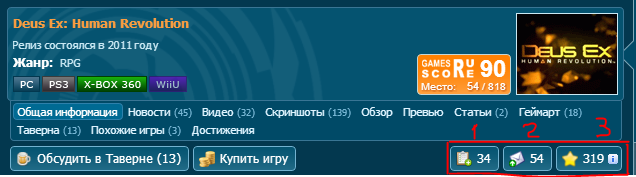 Deus Ex: Human Revolution
Релиз состоялся в 2011 году
Жанр: RPG
PC PS3 X-BOX 360 WiiU
GAMES RU 90
SCORE
Место: 54 / 818
DEUS EX
HUMAN REVOLUTION
Общая информация Новости (45) Видео (32) Скриншоты (139) Обзор Превью Статьи (2) Геймарт (18)
Таверна (13) Похожие игры (3) Достижения
1 2 3
Обсудить в Таверне (13) Купить игру 34 54 319 i